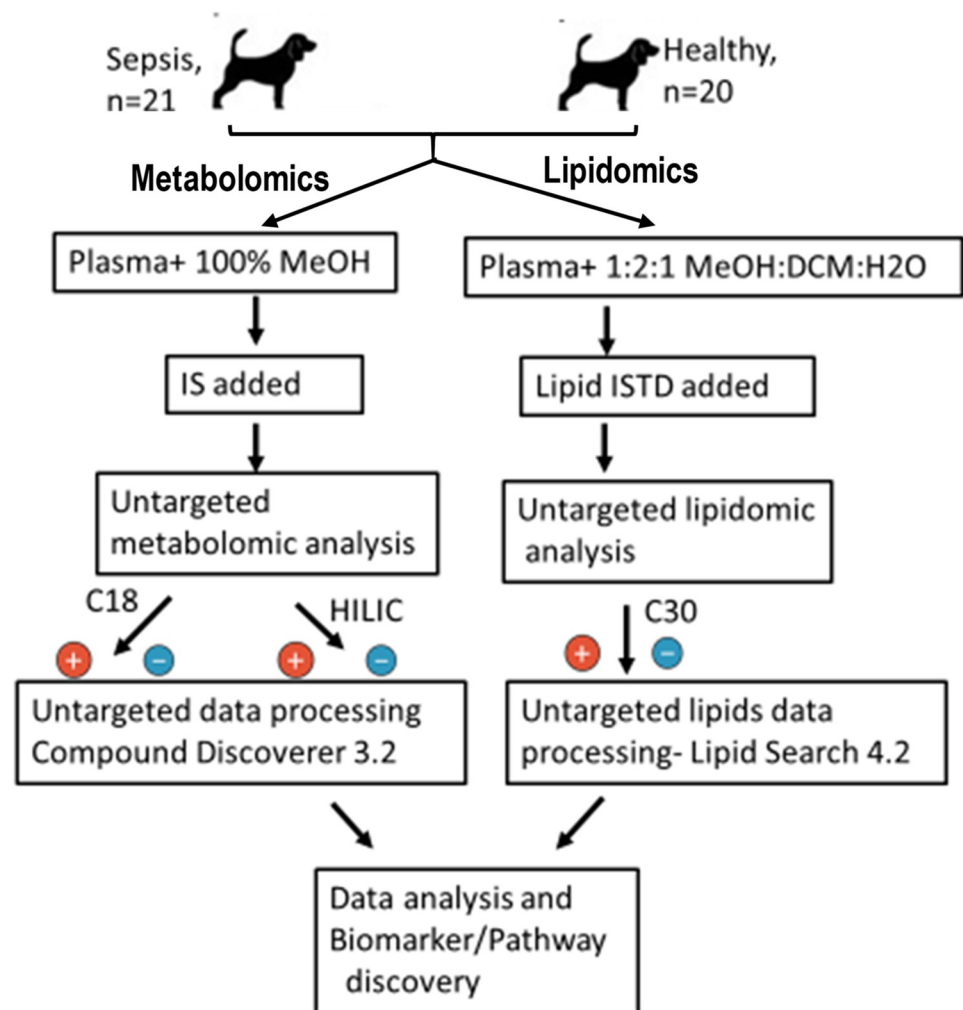 Sepsis,
n=21
Healthy,
n=20
Metabolomics
Lipidomics
Plasma+ 100% MeOH
Plasma+ 1:2:1 MeOH:DCM:H2O
IS added
Lipid ISTD added
Untargeted
metabolomic analysis
Untargeted lipidomic
analysis
C18
HILIC
C30
+
−
+
−
+
−
Untargeted data processing
Compound Discoverer 3.2
Untargeted lipids data
processing- Lipid Search 4.2
Data analysis and
Biomarker/Pathway
discovery